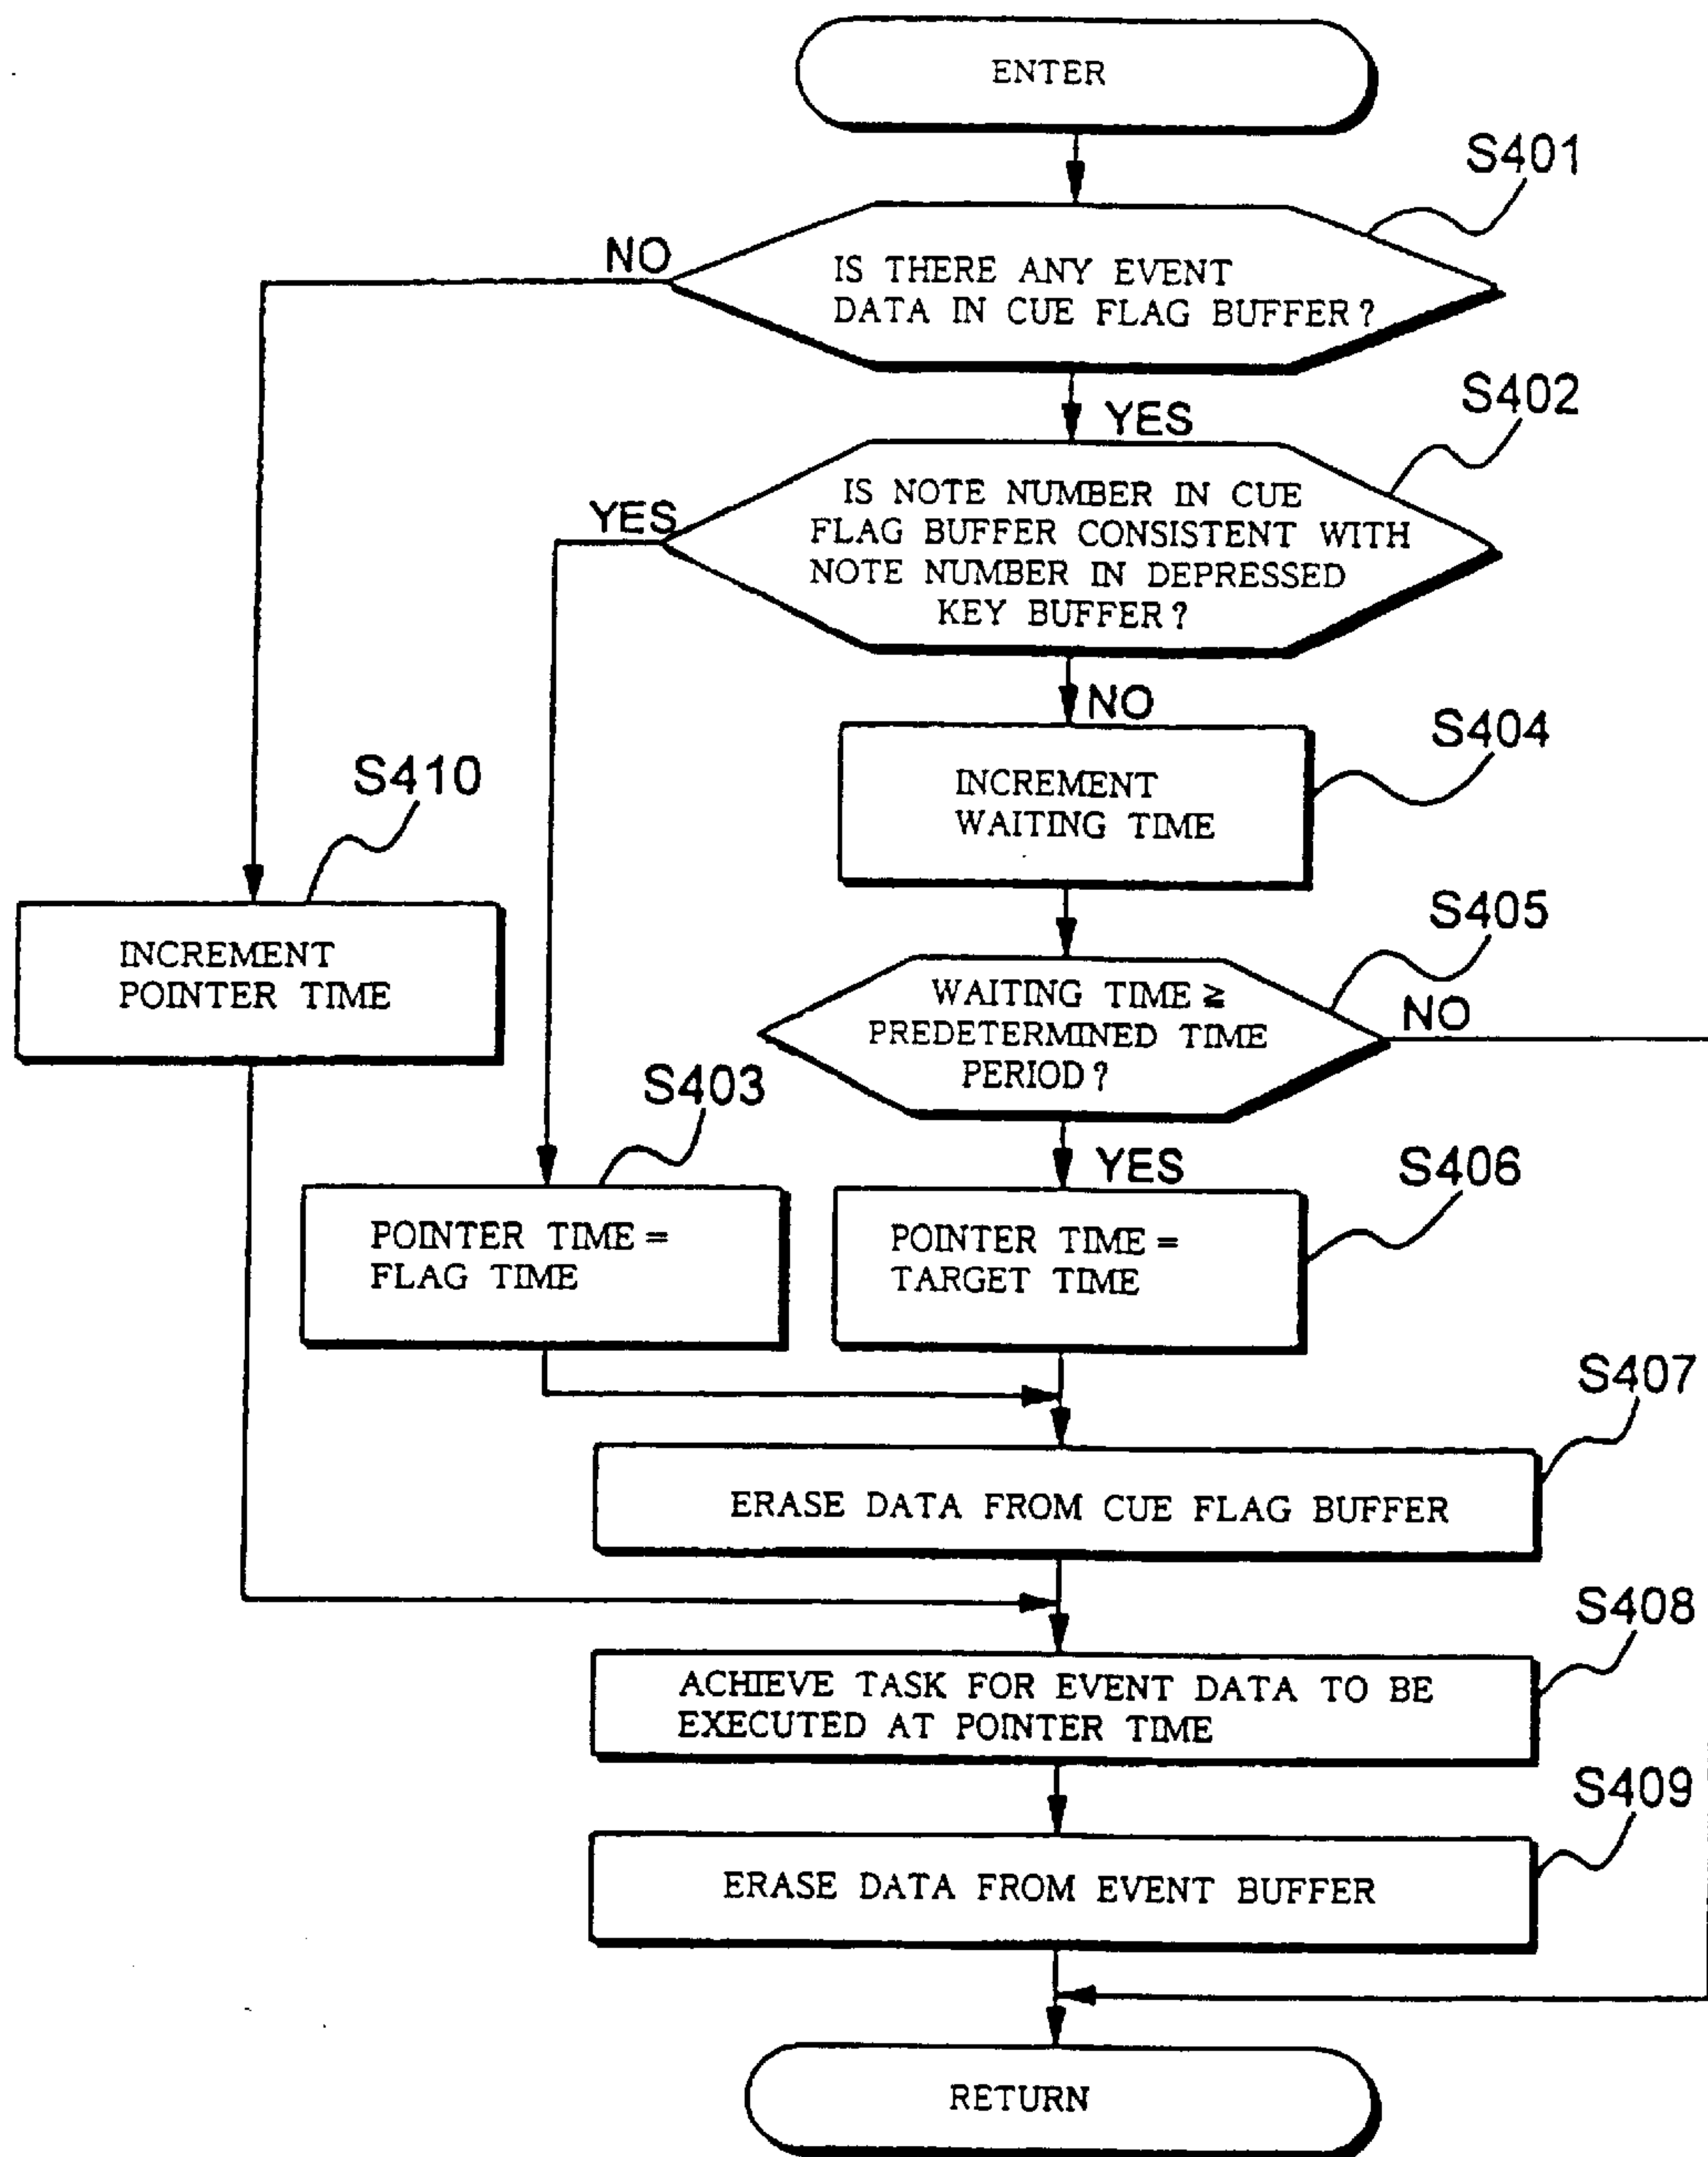 ENTER
S401
NO
IS THERE ANY EVENT
DATA IN CUE FLAG BUFFER?
S402
YES
YES
IS NOTE NUMBER IN CUE
FLAG BUFFER CONSISTENT WITH
NOTE NUMBER IN DEPRESSED
KEY BUFFER?
NO
S404
S410
INCREMENT
WAITING TIME
S405
INCREMENT
POINTER TIME
WAITING TIME ≧
PREDETERMINED TIME
PERIOD?
NO
S403
YES
S406
POINTER TIME =
FLAG TIME
POINTER TIME =
TARGET TIME
S407
ERASE DATA FROM CUE FLAG BUFFER
S408
ACHIEVE TASK FOR EVENT DATA TO BE
EXECUTED AT POINTER TIME
S409
ERASE DATA FROM EVENT BUFFER
RETURN